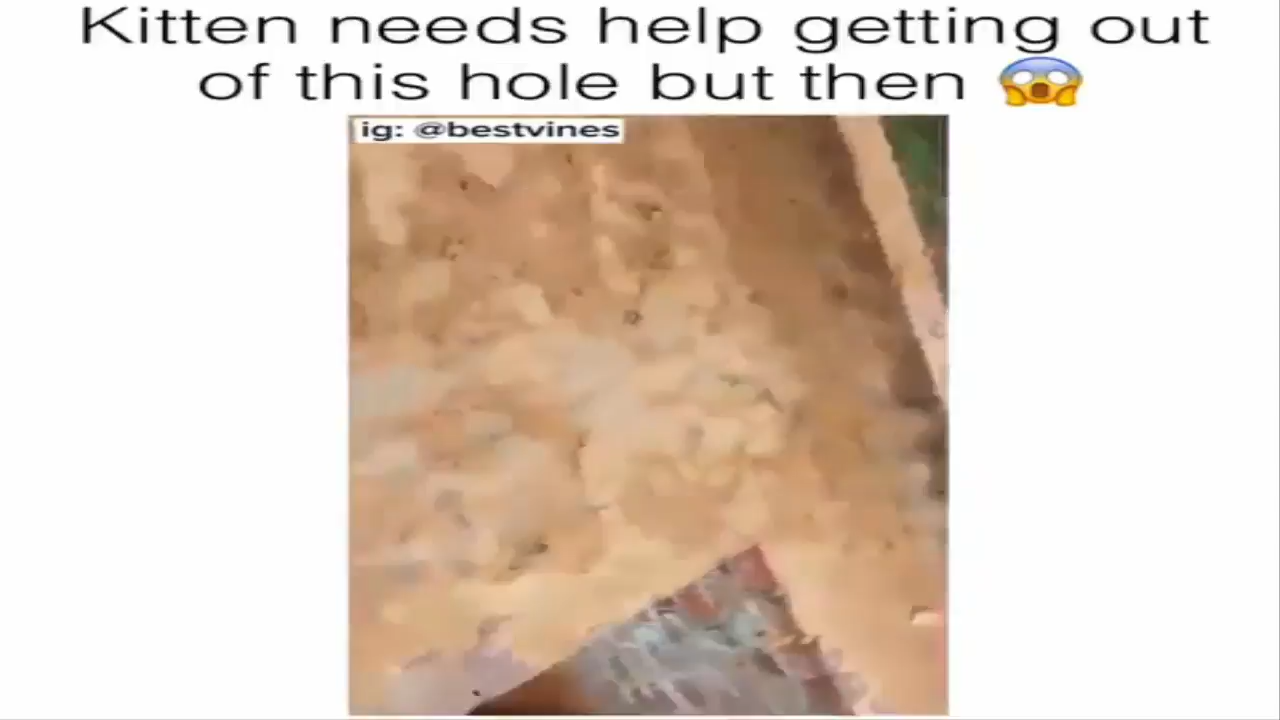 Kitten needs help getting out
of this hole but then 😱
ig: @bestvines